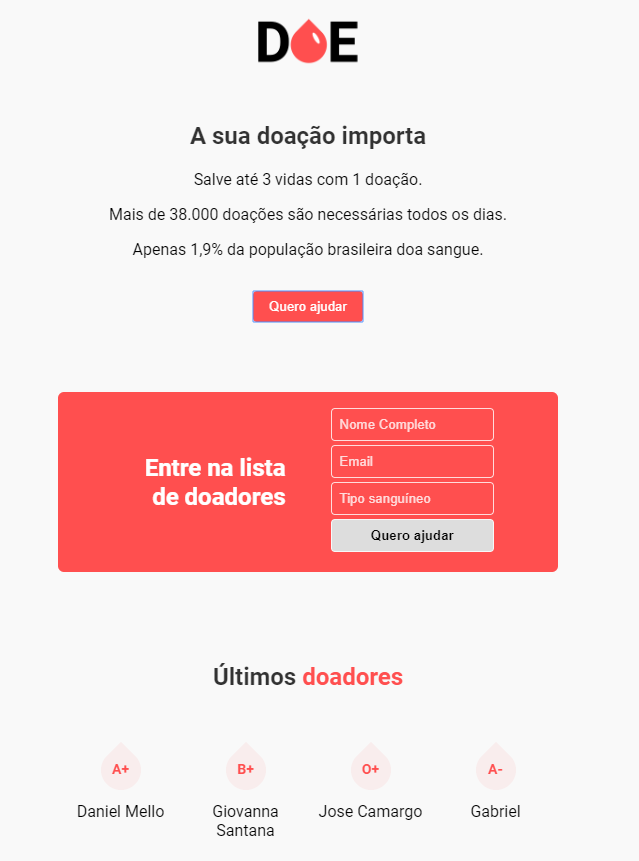 DOE
A sua doação importa
Salve até 3 vidas com 1 doação.
Mais de 38.000 doações são necessárias todos os dias.
Apenas 1,9% da população brasileira doa sangue.
Quero ajudar
Entre na lista
de doadores
Nome Completo
Email
Tipo sanguíneo
Quero ajudar
Últimos doadores
A+ B+ O+ A-
Daniel Mello Giovanna Jose Camargo Gabriel
Santana